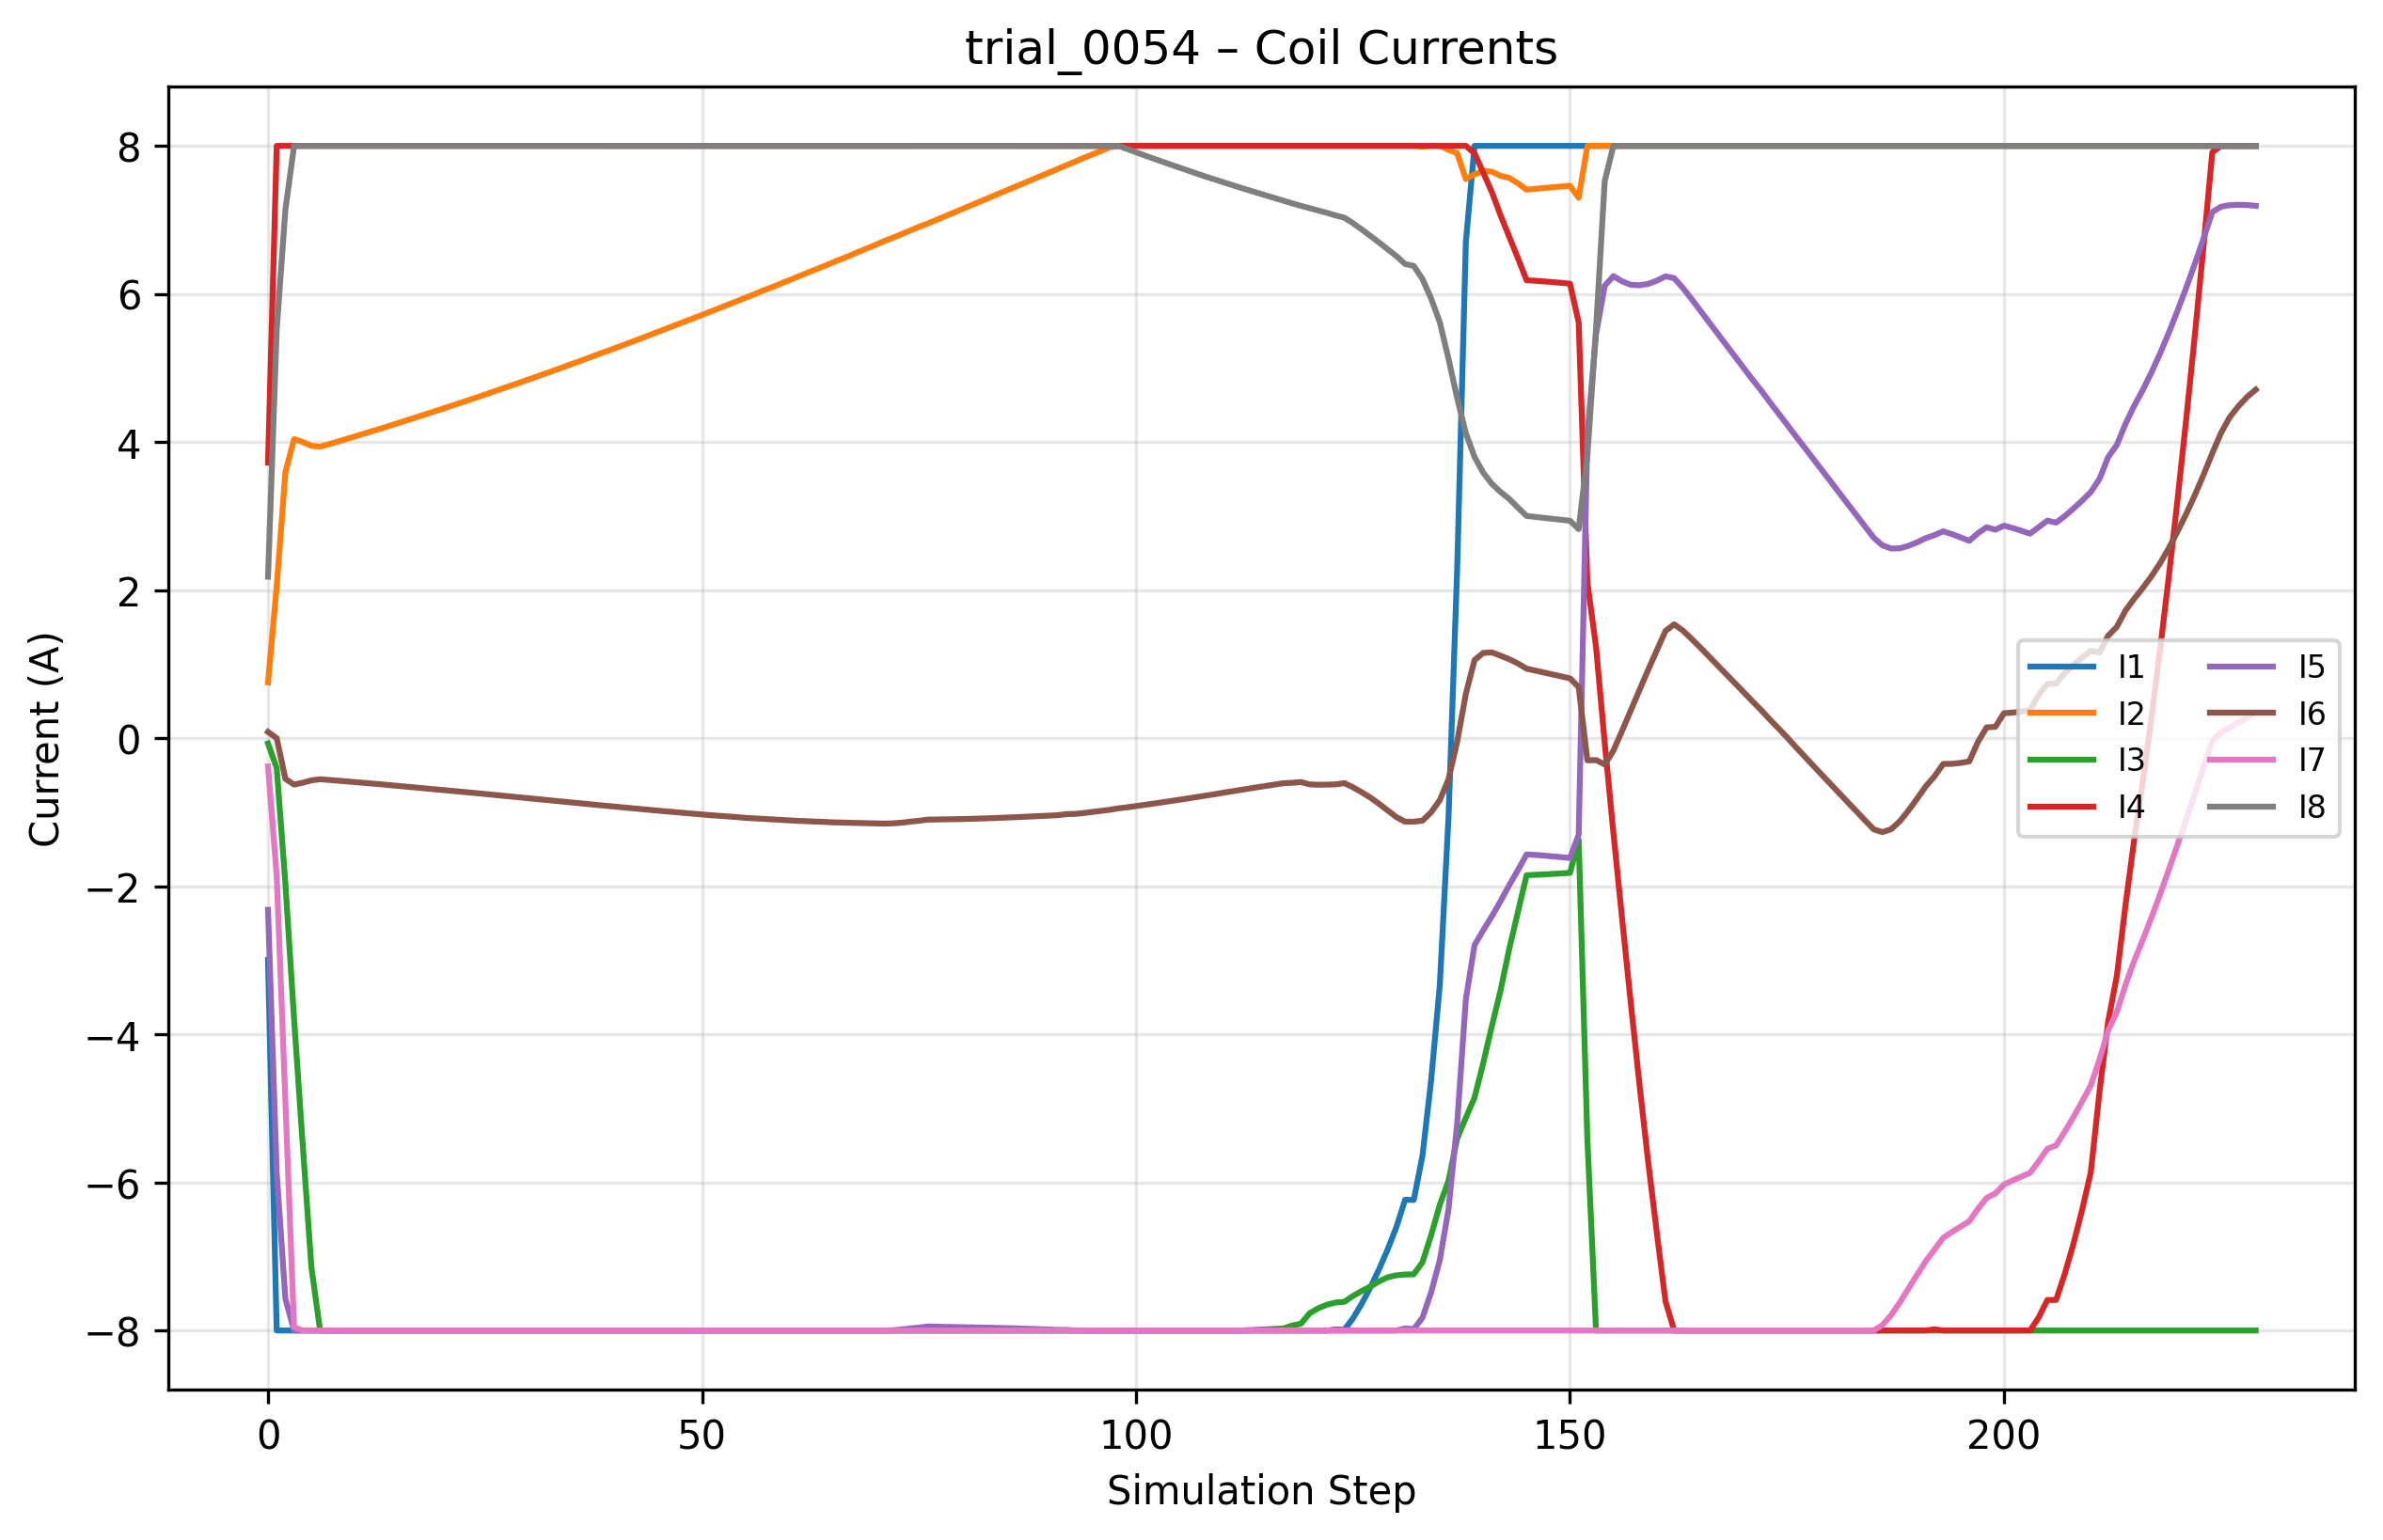 trial_0054 – Coil Currents
Current (A)
8
6
4
2
0
−2
−4
−6
−8
0 50 100 150 200
Simulation Step
I1 I5
I2 I6
I3 I7
I4 I8